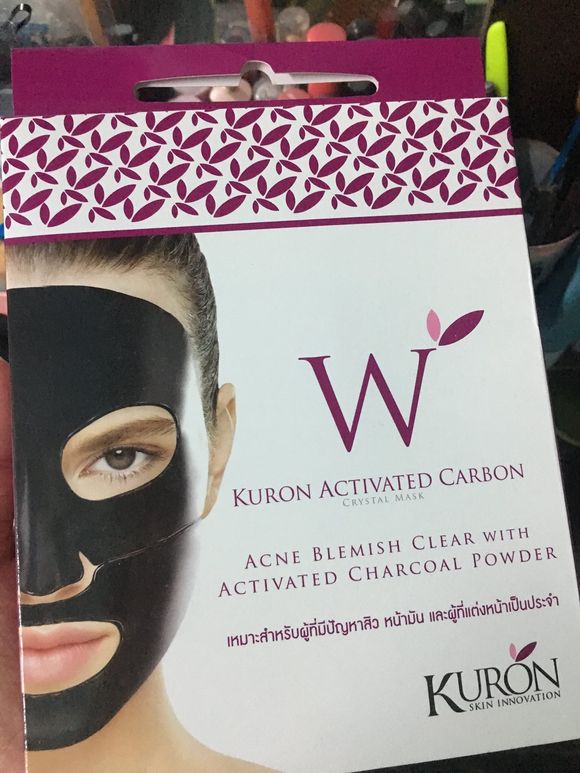 W
KURON ACTIVATED CARBON
CRYSTAL MASK
ACNE BLEMISH CLEAR WITH
ACTIVATED CHARCOAL POWDER
เหมาะสำหรับผู้ที่มีปัญหาสิว หน้ามัน และผู้ที่แต่งหน้าเป็นประจำ
KURON
SKIN INNOVATION